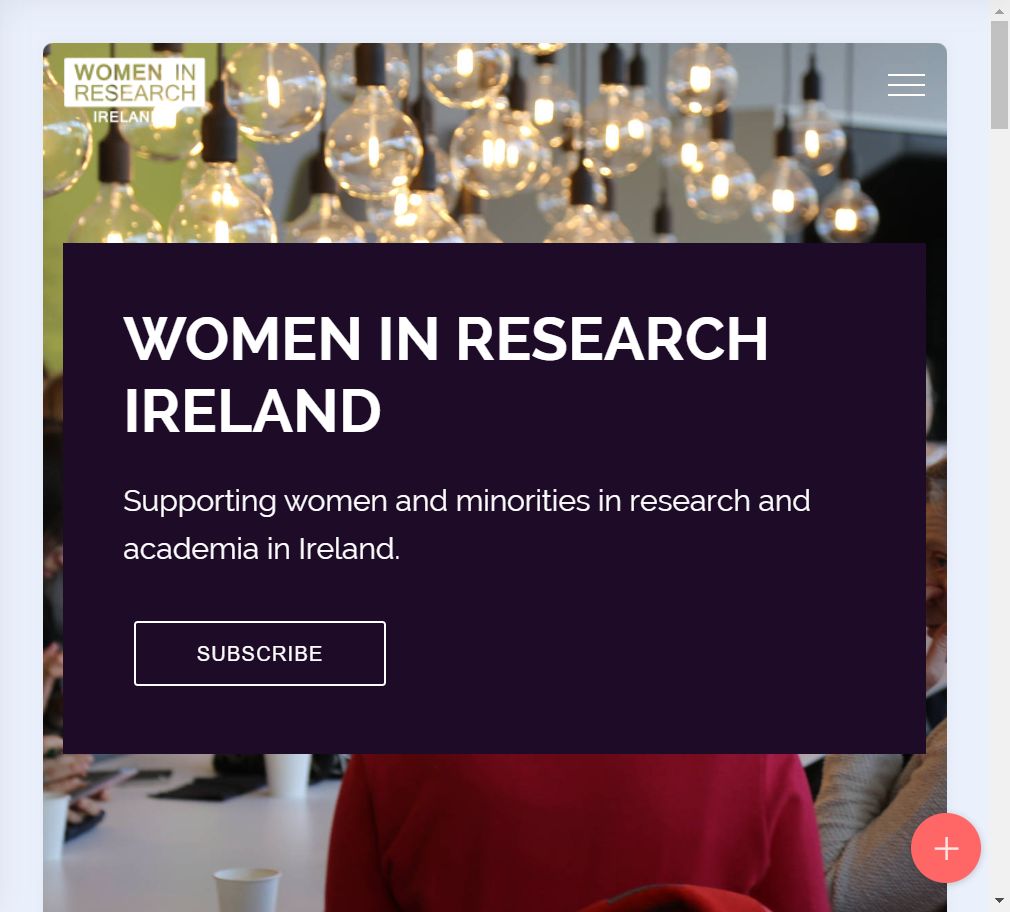 WOMEN IN
RESEARCH
IRELAND
WOMEN IN RESEARCH
IRELAND
Supporting women and minorities in research and
academia in Ireland.
SUBSCRIBE